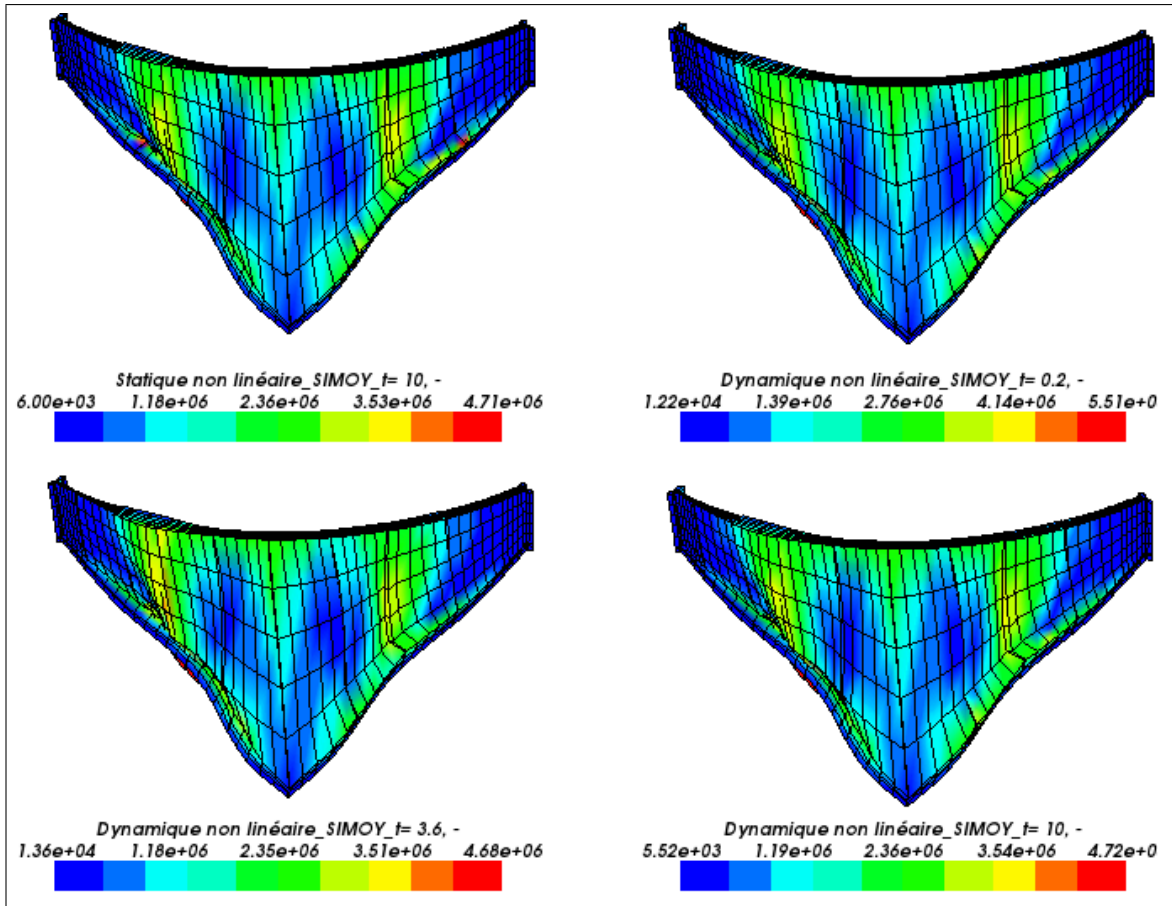 Statique non linéaire_SIMOY_t= 10, -
6.00e+03 1.18e+06 2.36e+06 3.53e+06 4.71e+06
Dynamique non linéaire_SIMOY_t= 0.2, -
1.22e+04 1.39e+06 2.76e+06 4.14e+06 5.51e+0
Dynamique non linéaire_SIMOY_t= 3.6, -
1.36e+04 1.18e+06 2.35e+06 3.51e+06 4.68e+06
Dynamique non linéaire_SIMOY_t= 10, -
5.52e+03 1.19e+06 2.36e+06 3.54e+06 4.72e+0